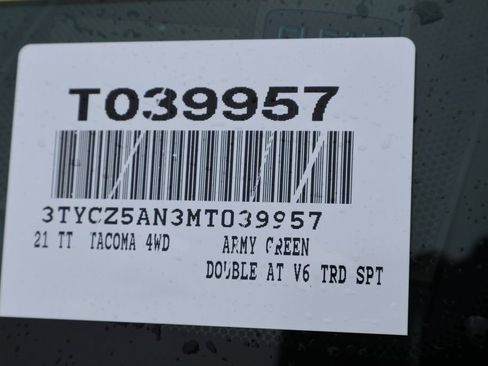 T039957
3TYCZ5AN3MT039957
21 TT TACOMA 4WD ARMY GREEN
DOUBLE AT V6 TRD SPT